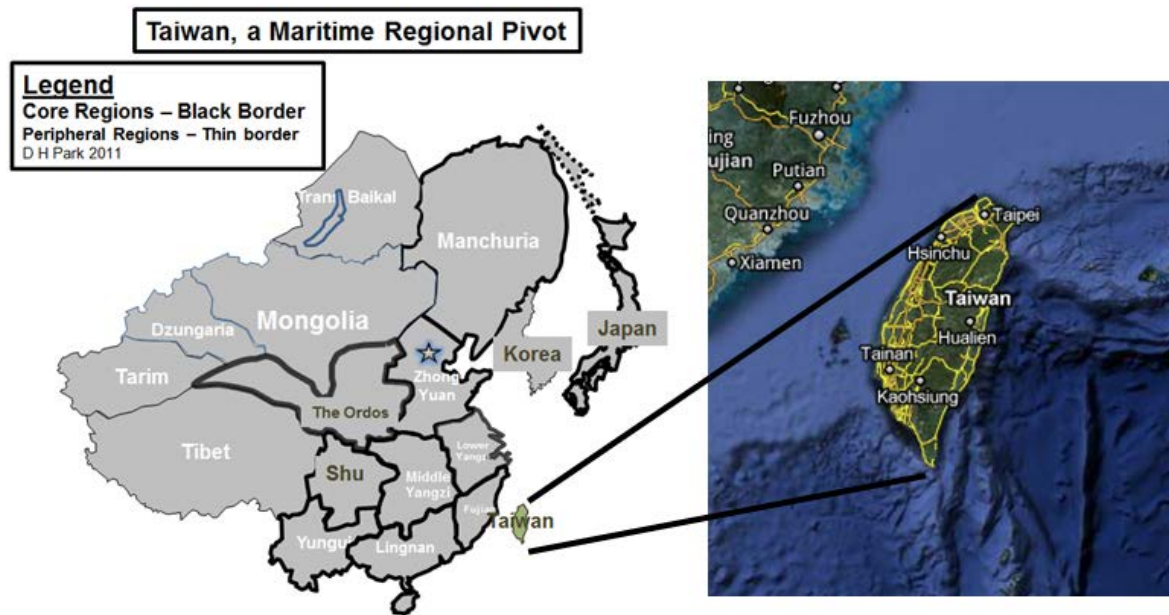 Taiwan, a Maritime Regional Pivot
Legend
Core Regions – Black Border
Peripheral Regions – Thin border
D H Park 2011
Trans Baikal
Manchuria
Mongolia
Dzungaria
Tarim
Tibet
The Ordos
Zhong
Yuan
Korea
Japan
Shu
Middle
Yangzi
Lower
Fujian
Taiwan
Yungui
Lingnan
Fuzhou
Putian
Quanzhou
Xiamen
Taipei
Hsinchu
Taiwan
Hualien
Tainan
Kaohsiung